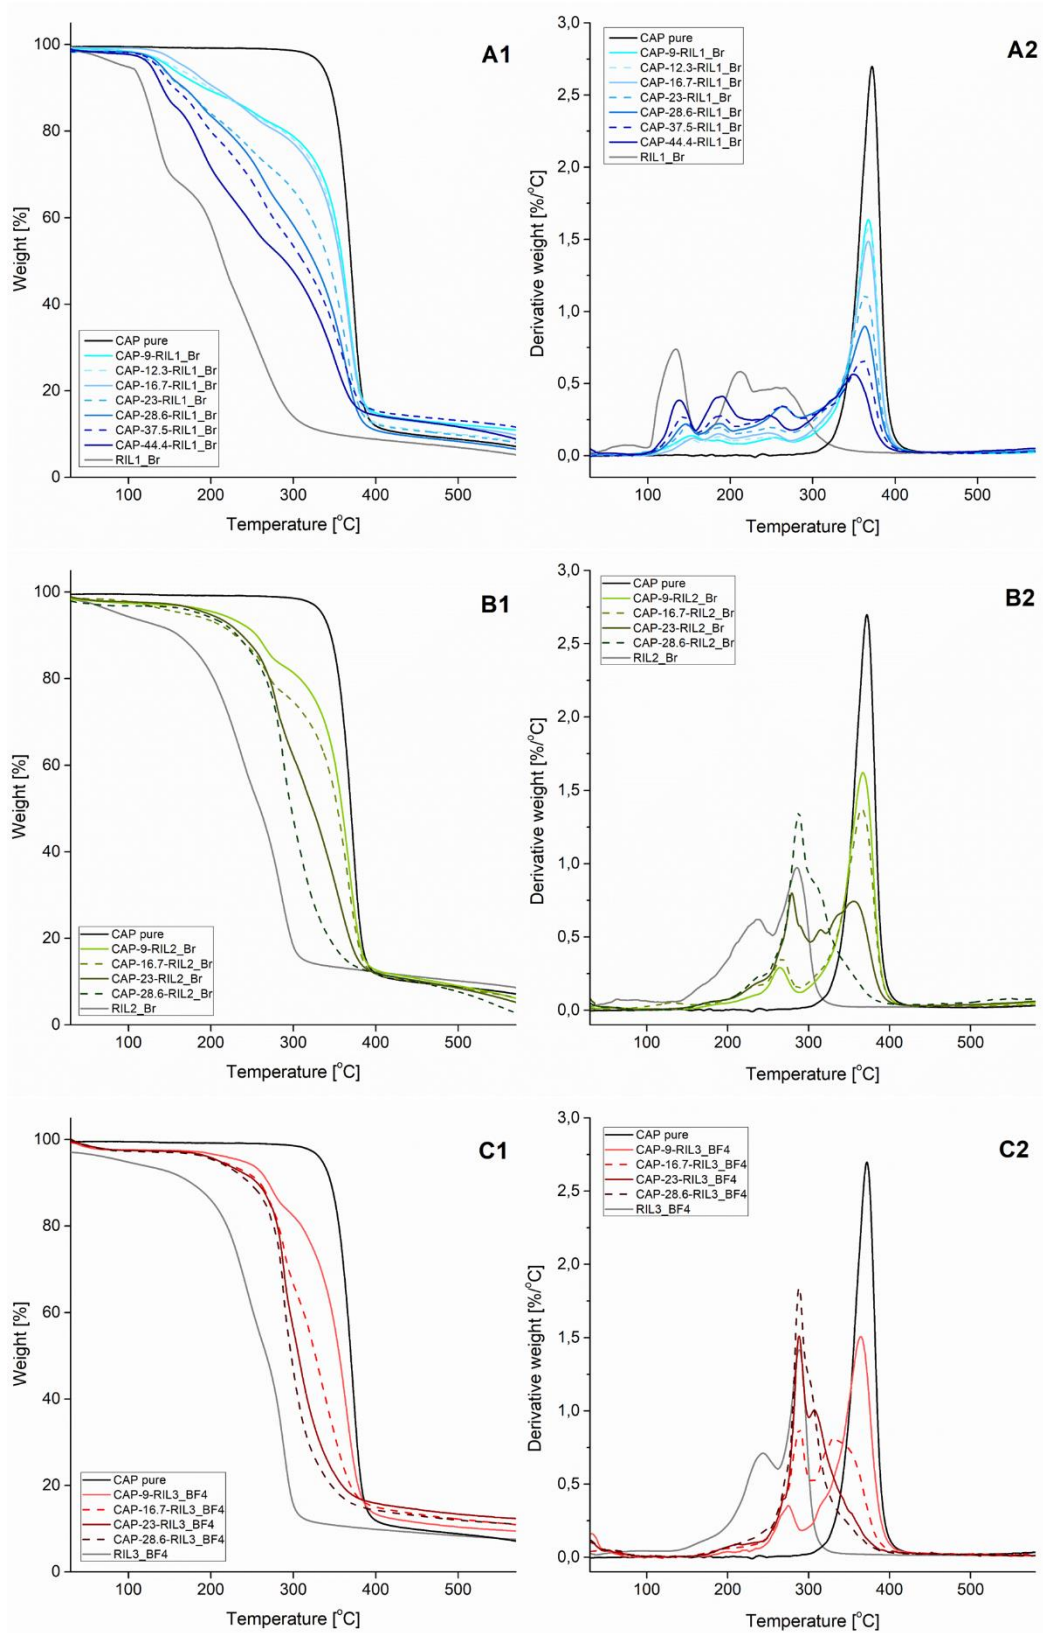 A1
Weight [%]
100
80
60
40
20
0
CAP pure
CAP-9-RIL1_Br
CAP-12.3-RIL1_Br
CAP-16.7-RIL1_Br
CAP-23-RIL1_Br
CAP-28.6-RIL1_Br
CAP-37.5-RIL1_Br
CAP-44.4-RIL1_Br
RIL1_Br
100 200 300 400 500
Temperature [°C]
A2
Derivative weight [%/°C]
3,0
2,5
2,0
1,5
1,0
0,5
0,0
CAP pure
CAP-9-RIL1_Br
CAP-12.3-RIL1_Br
CAP-16.7-RIL1_Br
CAP-23-RIL1_Br
CAP-28.6-RIL1_Br
CAP-37.5-RIL1_Br
CAP-44.4-RIL1_Br
RIL1_Br
100 200 300 400 500
Temperature [°C]
B1
Weight [%]
100
80
60
40
20
0
CAP pure
CAP-9-RIL2_Br
CAP-16.7-RIL2_Br
CAP-23-RIL2_Br
CAP-28.6-RIL2_Br
RIL2_Br
100 200 300 400 500
Temperature [°C]
B2
Derivative weight [%/°C]
3,0
2,5
2,0
1,5
1,0
0,5
0,0
CAP pure
CAP-9-RIL2_Br
CAP-16.7-RIL2_Br
CAP-23-RIL2_Br
CAP-28.6-RIL2_Br
RIL2_Br
100 200 300 400 500
Temperature [°C]
C1
Weight [%]
100
80
60
40
20
0
CAP pure
CAP-9-RIL3_BF4
CAP-16.7-RIL3_BF4
CAP-23-RIL3_BF4
CAP-28.6-RIL3_BF4
RIL3_BF4
100 200 300 400 500
Temperature [°C]
C2
Derivative weight [%/°C]
3,0
2,5
2,0
1,5
1,0
0,5
0,0
CAP pure
CAP-9-RIL3_BF4
CAP-16.7-RIL3_BF4
CAP-23-RIL3_BF4
CAP-28.6-RIL3_BF4
RIL3_BF4
100 200 300 400 500
Temperature [°C]